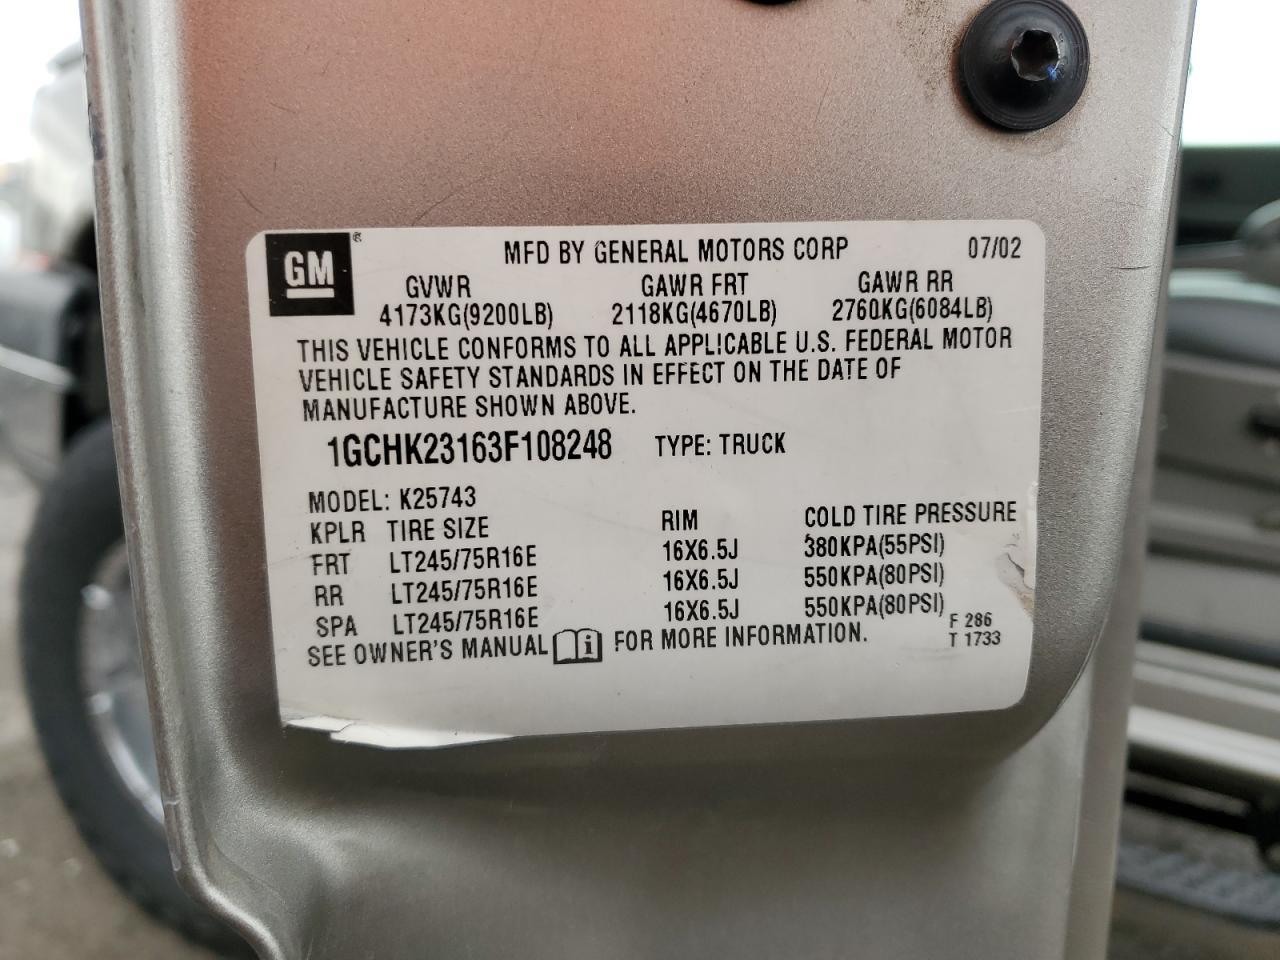 GM ®
MFD BY GENERAL MOTORS CORP 07/02
GVWR GAWR FRT GAWR RR
4173KG(9200LB) 2118KG(4670LB) 2760KG(6084LB)
THIS VEHICLE CONFORMS TO ALL APPLICABLE U.S. FEDERAL MOTOR
VEHICLE SAFETY STANDARDS IN EFFECT ON THE DATE OF
MANUFACTURE SHOWN ABOVE.
1GCHK23163F108248 TYPE: TRUCK
MODEL: K25743
KPLR TIRE SIZE RIM COLD TIRE PRESSURE
FRT LT245/75R16E 16X6.5J 380KPA(55PSI)
RR LT245/75R16E 16X6.5J 550KPA(80PSI)
SPA LT245/75R16E 16X6.5J 550KPA(80PSI)
SEE OWNER'S MANUAL i FOR MORE INFORMATION.
F 286
T 1733